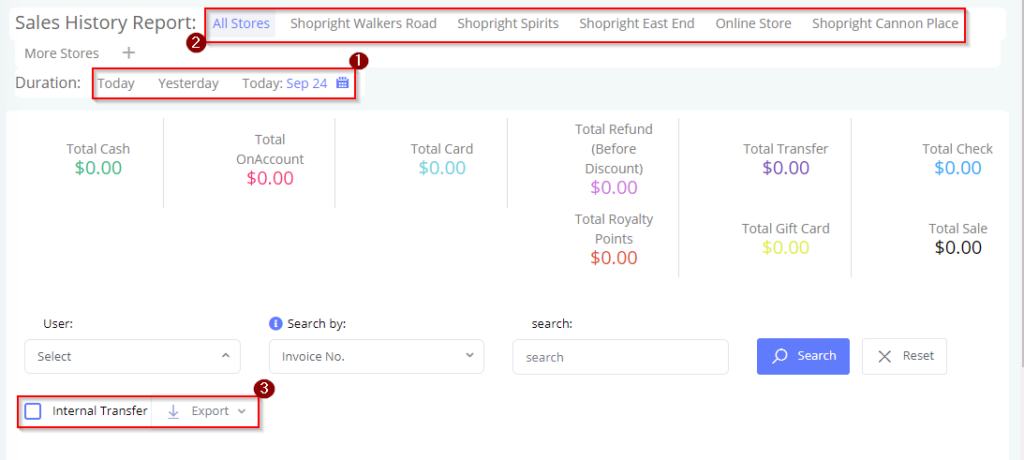 Sales History Report: All Stores Shopright Walkers Road Shopright Spirits Shopright East End Online Store Shopright Cannon Place
2
More Stores +
1
Duration: Today Yesterday Today: Sep 24
Total Cash
$0.00
Total
OnAccount
$0.00
Total Card
$0.00
Total Refund
(Before
Discount)
$0.00
Total Transfer
$0.00
Total Check
$0.00
Total Royalty
Points
$0.00
Total Gift Card
$0.00
Total Sale
$0.00
User: Search by: search:
Select Invoice No. search Search Reset
3
Internal Transfer Export